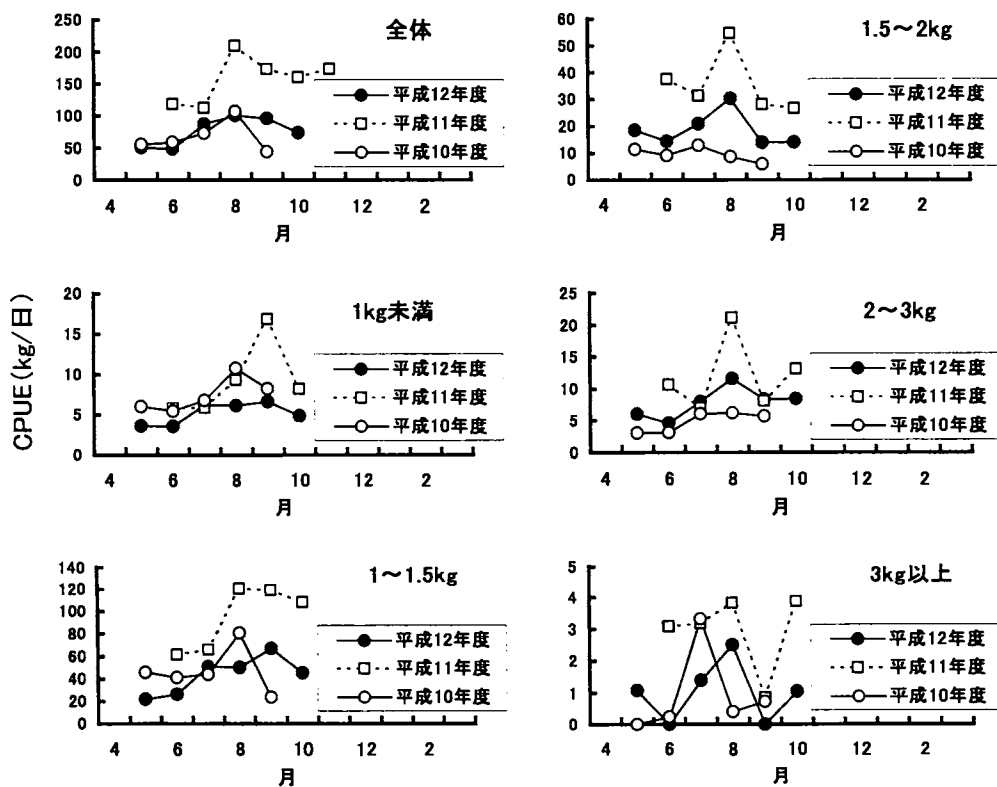 CPUE(kg/日)
全体
250
200
150
100
50
0
平成12年度
平成11年度
平成10年度
4 6 8 10 12 2
月
1.5～2kg
60
50
40
30
20
10
0
平成12年度
平成11年度
平成10年度
4 6 8 10 12 2
月
1kg未満
20
15
10
5
0
平成12年度
平成11年度
平成10年度
4 6 8 10 12 2
月
2～3kg
25
20
15
10
5
0
平成12年度
平成11年度
平成10年度
4 6 8 10 12 2
月
1～1.5kg
140
120
100
80
60
40
20
0
平成12年度
平成11年度
平成10年度
4 6 8 10 12 2
月
3kg以上
5
4
3
2
1
0
平成12年度
平成11年度
平成10年度
4 6 8 10 12 2
月